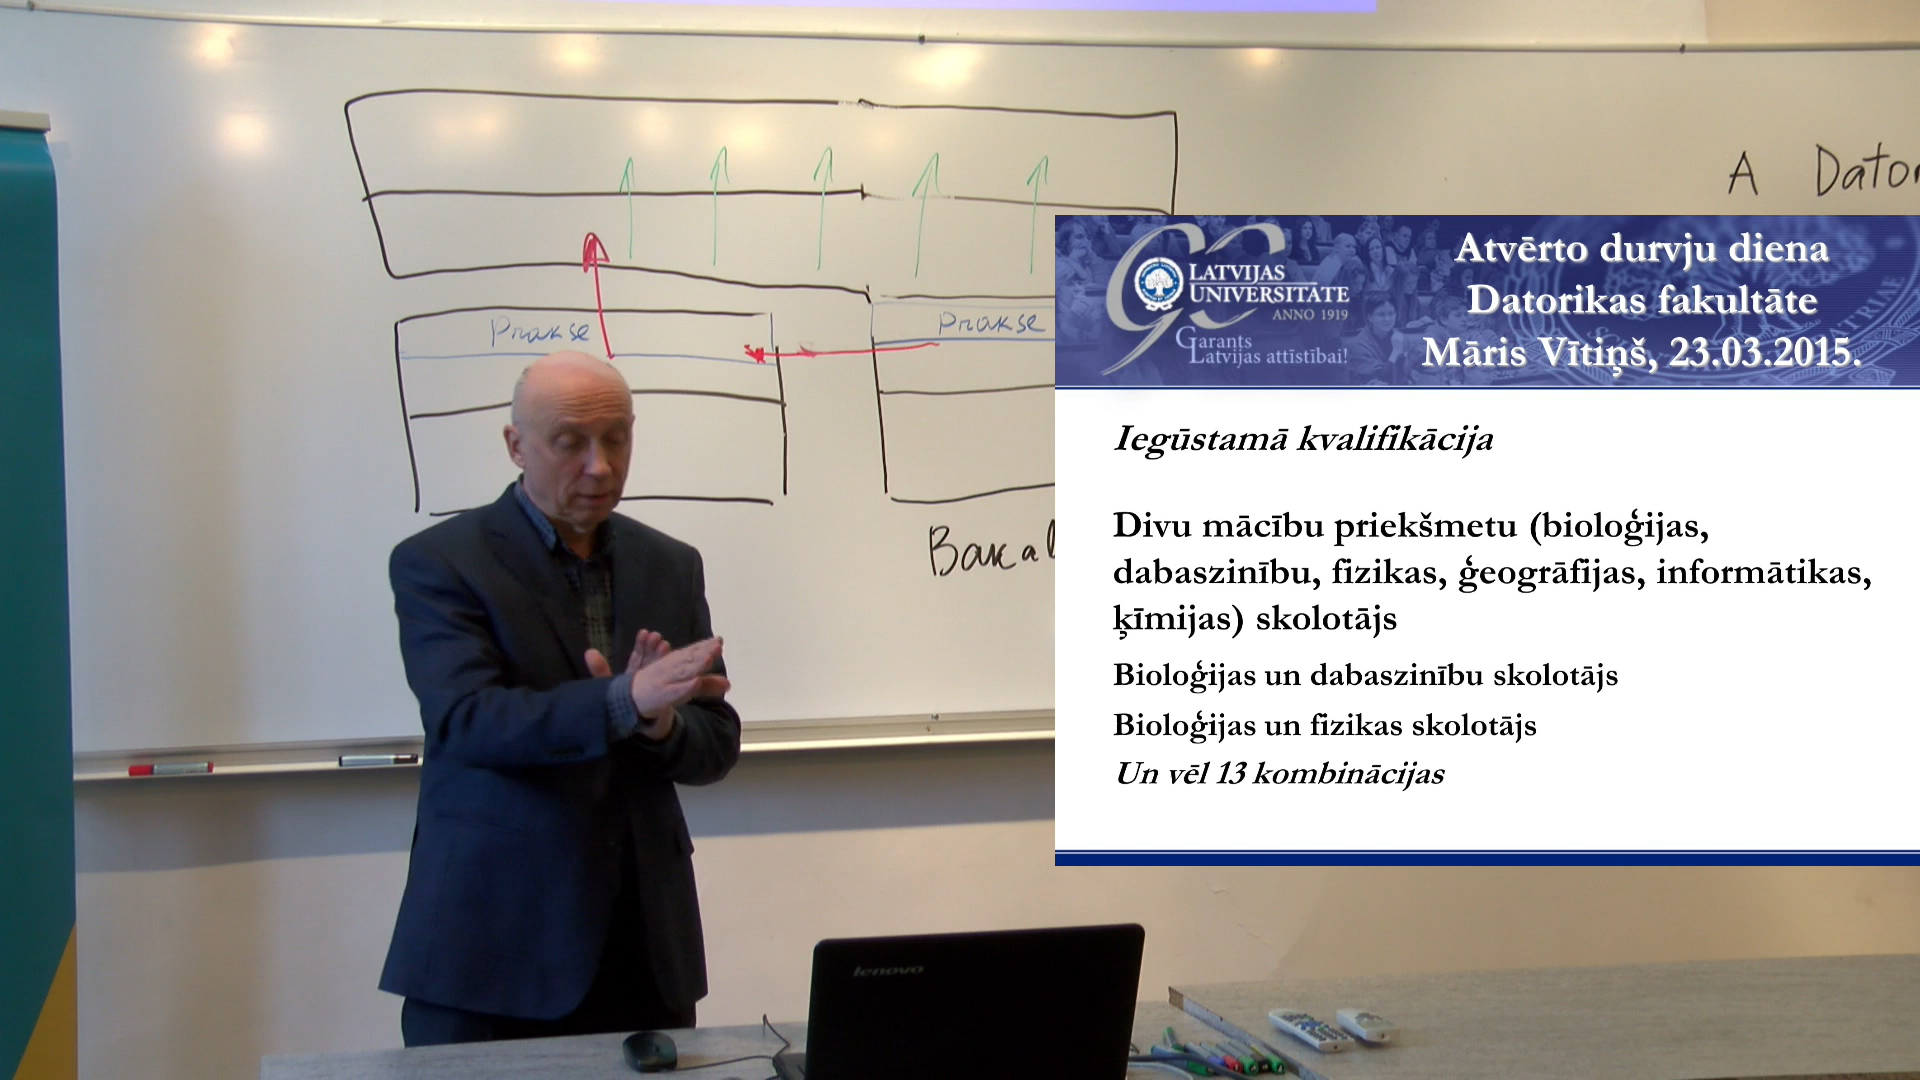 A Dator
Prakse
Prakse
Bakal
LATVIJAS
UNIVERSITĀTE
ANNO 1919
Garants
Latvijas attīstībai!
Atvērto durvju diena
Datorikas fakultāte
Māris Vītiņš, 23.03.2015.
Iegūstamā kvalifikācija
Divu mācību priekšmetu (bioloģijas,
dabaszinību, fizikas, ģeogrāfijas, informātikas,
ķīmijas) skolotājs
Bioloģijas un dabaszinību skolotājs
Bioloģijas un fizikas skolotājs
Un vēl 13 kombinācijas
lenovo